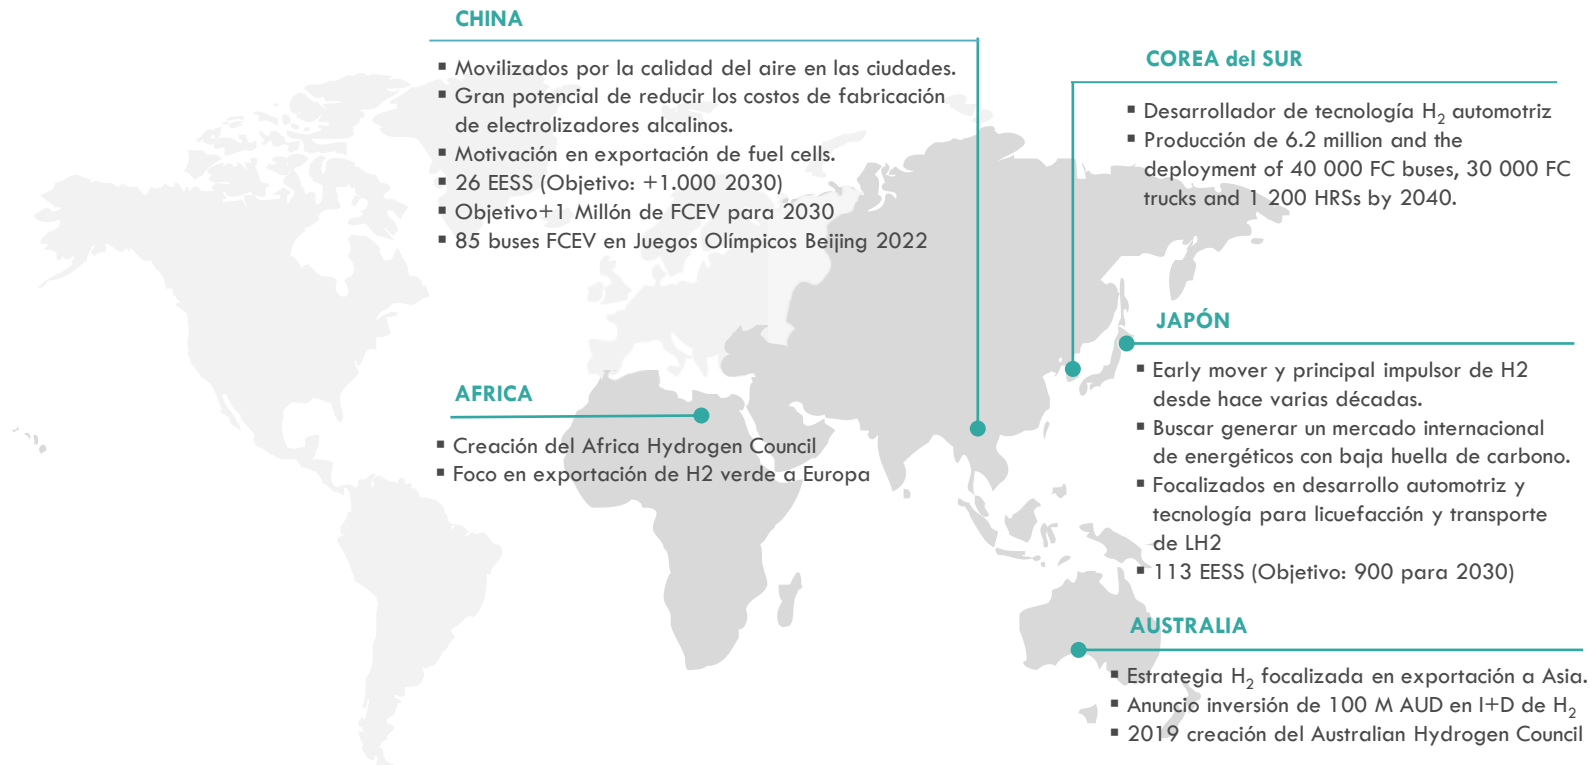 CHINA
▪ Movilizados por la calidad del aire en las ciudades.
▪ Gran potencial de reducir los costos de fabricación
de electrolizadores alcalinos.
▪ Motivación en exportación de fuel cells.
▪ 26 EESS (Objetivo: +1.000 2030)
▪ Objetivo+1 Millón de FCEV para 2030
▪ 85 buses FCEV en Juegos Olímpicos Beijing 2022
COREA del SUR
▪ Desarrollador de tecnología H₂ automotriz
▪ Producción de 6.2 million and the
deployment of 40 000 FC buses, 30 000 FC
trucks and 1 200 HRSs by 2040.
JAPÓN
▪ Early mover y principal impulsor de H2
desde hace varias décadas.
▪ Buscar generar un mercado internacional
de energéticos con baja huella de carbono.
▪ Focalizados en desarrollo automotriz y
tecnología para licuefacción y transporte
de LH2
▪ 113 EESS (Objetivo: 900 para 2030)
AFRICA
▪ Creación del Africa Hydrogen Council
▪ Foco en exportación de H2 verde a Europa
AUSTRALIA
▪ Estrategia H₂ focalizada en exportación a Asia.
▪ Anuncio inversión de 100 M AUD en I+D de H₂
▪ 2019 creación del Australian Hydrogen Council